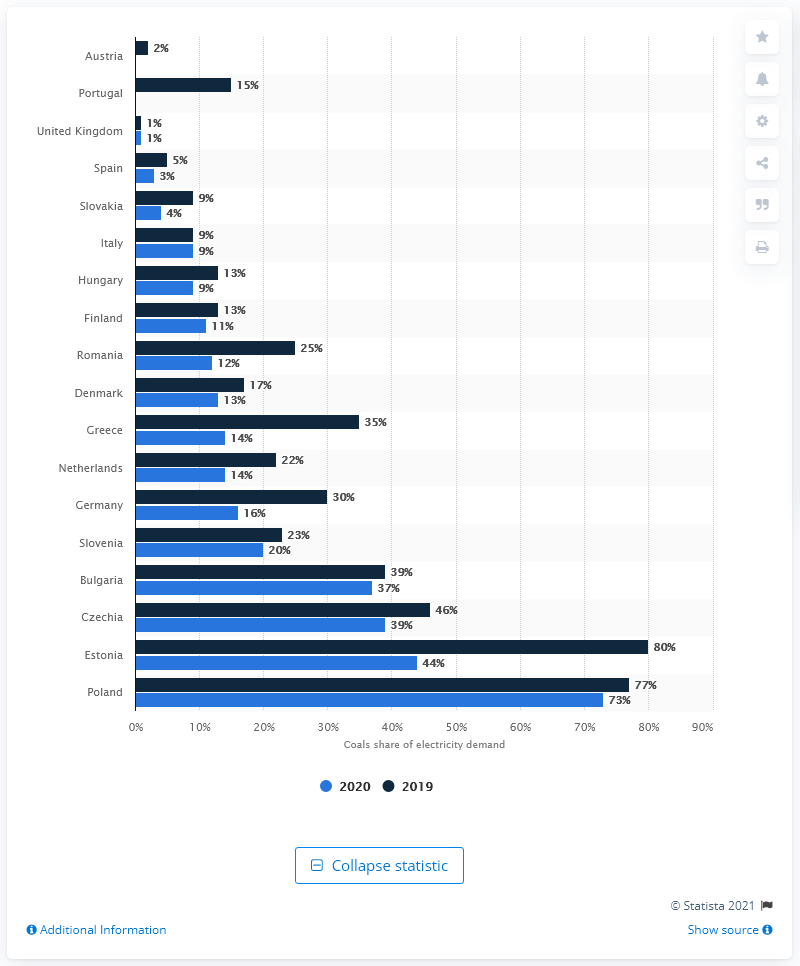 Austria 2%
Portugal 15%
United Kingdom 1%
1%
Spain 5%
3%
Slovakia 9%
4%
Italy 9%
9%
Hungary 13%
9%
Finland 13%
11%
Romania 25%
12%
Denmark 17%
13%
Greece 35%
14%
Netherlands 22%
14%
Germany 30%
16%
Slovenia 23%
20%
Bulgaria 39%
37%
Czechia 46%
39%
Estonia 80%
44%
Poland 77%
73%
0% 10% 20% 30% 40% 50% 60% 70% 80% 90%
Coals share of electricity demand
2020 2019
Collapse statistic
© Statista 2021
Additional Information Show source